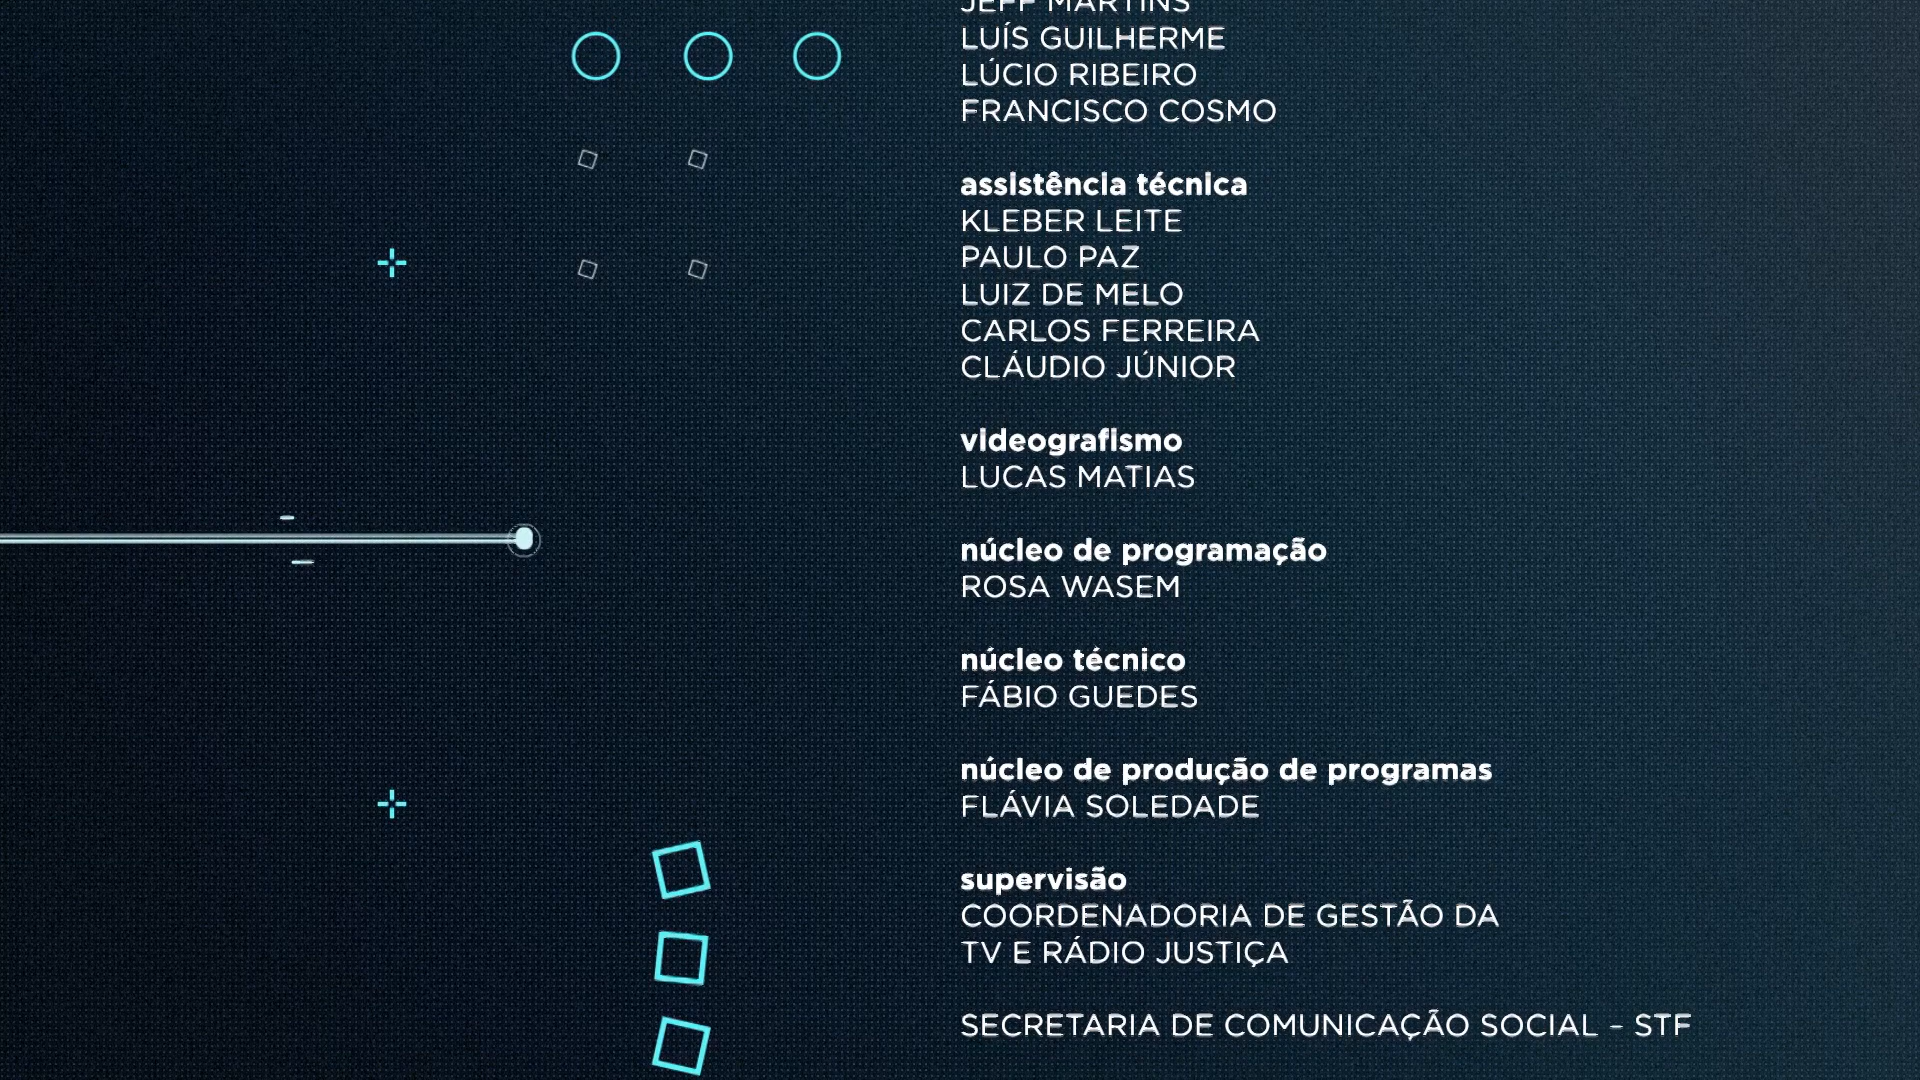 JEFF MARTINS
LUÍS GUILHERME
LÚCIO RIBEIRO
FRANCISCO COSMO
assistência técnica
KLEBER LEITE
PAULO PAZ
LUIZ DE MELO
CARLOS FERREIRA
CLÁUDIO JÚNIOR
videografismo
LUCAS MATIAS
núcleo de programação
ROSA WASEM
núcleo técnico
FÁBIO GUEDES
núcleo de produção de programas
FLÁVIA SOLEDADE
supervisão
COORDENADORIA DE GESTÃO DA
TV E RÁDIO JUSTIÇA
SECRETARIA DE COMUNICAÇÃO SOCIAL – STF